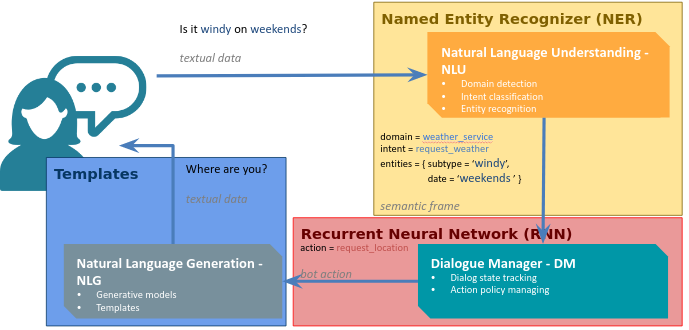 Is it windy on weekends?
textual data
Named Entity Recognizer (NER)
Natural Language Understanding -
NLU
• Domain detection
• Intent classification
• Entity recognition
domain = weather_service
intent = request_weather
entities = { subtype = ‘windy’,
date = ‘weekends ’ }
semantic frame
Recurrent Neural Network (RNN)
action = request_location
bot action
Dialogue Manager - DM
• Dialog state tracking
• Action policy managing
Templates
Where are you?
textual data
Natural Language Generation -
NLG
• Generative models
• Templates